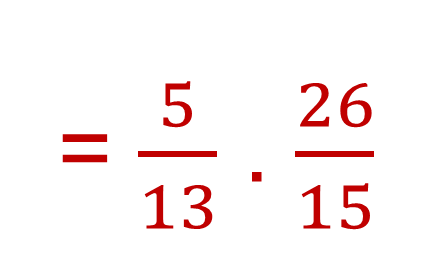 = 5/13 . 26/15